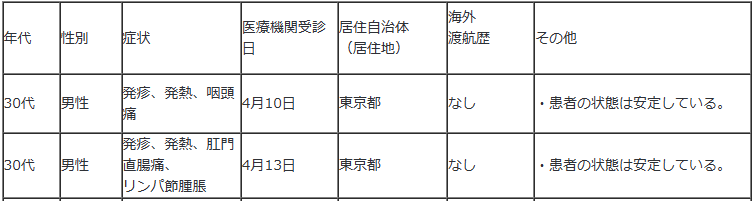 年代
性別
症状
医療機関受診
日
居住自治体
（居住地）
海外
渡航歴
その他
30代
男性
発疹、発熱、咽頭
痛
4月10日
東京都
なし
・患者の状態は安定している。
30代
男性
発疹、発熱、肛門
直腸痛、
リンパ節腫脹
4月13日
東京都
なし
・患者の状態は安定している。